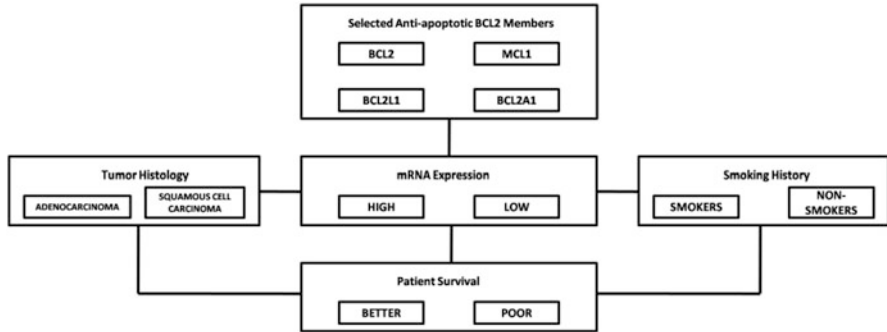 Selected Anti-apoptotic BCL2 Members
BCL2
MCL1
BCL2L1
BCL2A1
Tumor Histology
ADENOCARCINOMA
SQUAMOUS CELL
CARCINOMA
mRNA Expression
HIGH
LOW
Smoking History
SMOKERS
NON-
SMOKERS
Patient Survival
BETTER
POOR